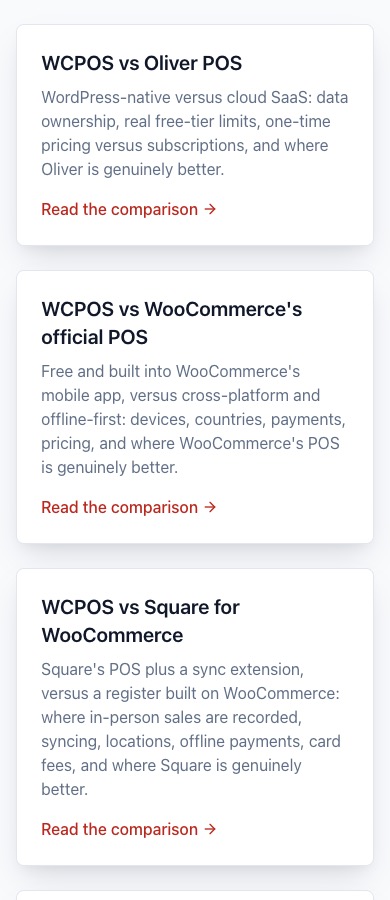 WCPOS vs Oliver POS
WordPress-native versus cloud SaaS: data
ownership, real free-tier limits, one-time
pricing versus subscriptions, and where
Oliver is genuinely better.
Read the comparison →
WCPOS vs WooCommerce's
official POS
Free and built into WooCommerce's
mobile app, versus cross-platform and
offline-first: devices, countries, payments,
pricing, and where WooCommerce's POS
is genuinely better.
Read the comparison →
WCPOS vs Square for
WooCommerce
Square's POS plus a sync extension,
versus a register built on WooCommerce:
where in-person sales are recorded,
syncing, locations, offline payments, card
fees, and where Square is genuinely
better.
Read the comparison →